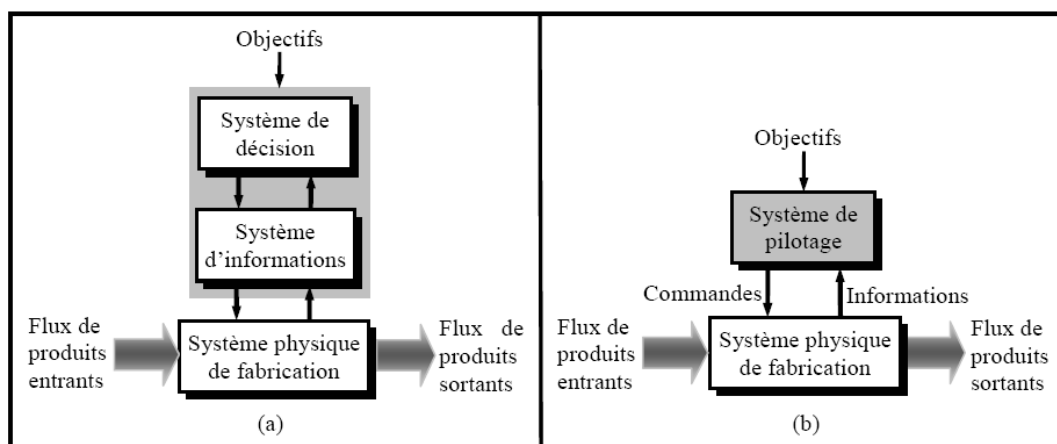 Objectifs
Système de
décision
Système
d’informations
Flux de
produits
entrants
Système physique
de fabrication
Flux de
produits
sortants
(a)
Objectifs
Système de
pilotage
Commandes
Informations
Flux de
produits
entrants
Système physique
de fabrication
Flux de
produits
sortants
(b)